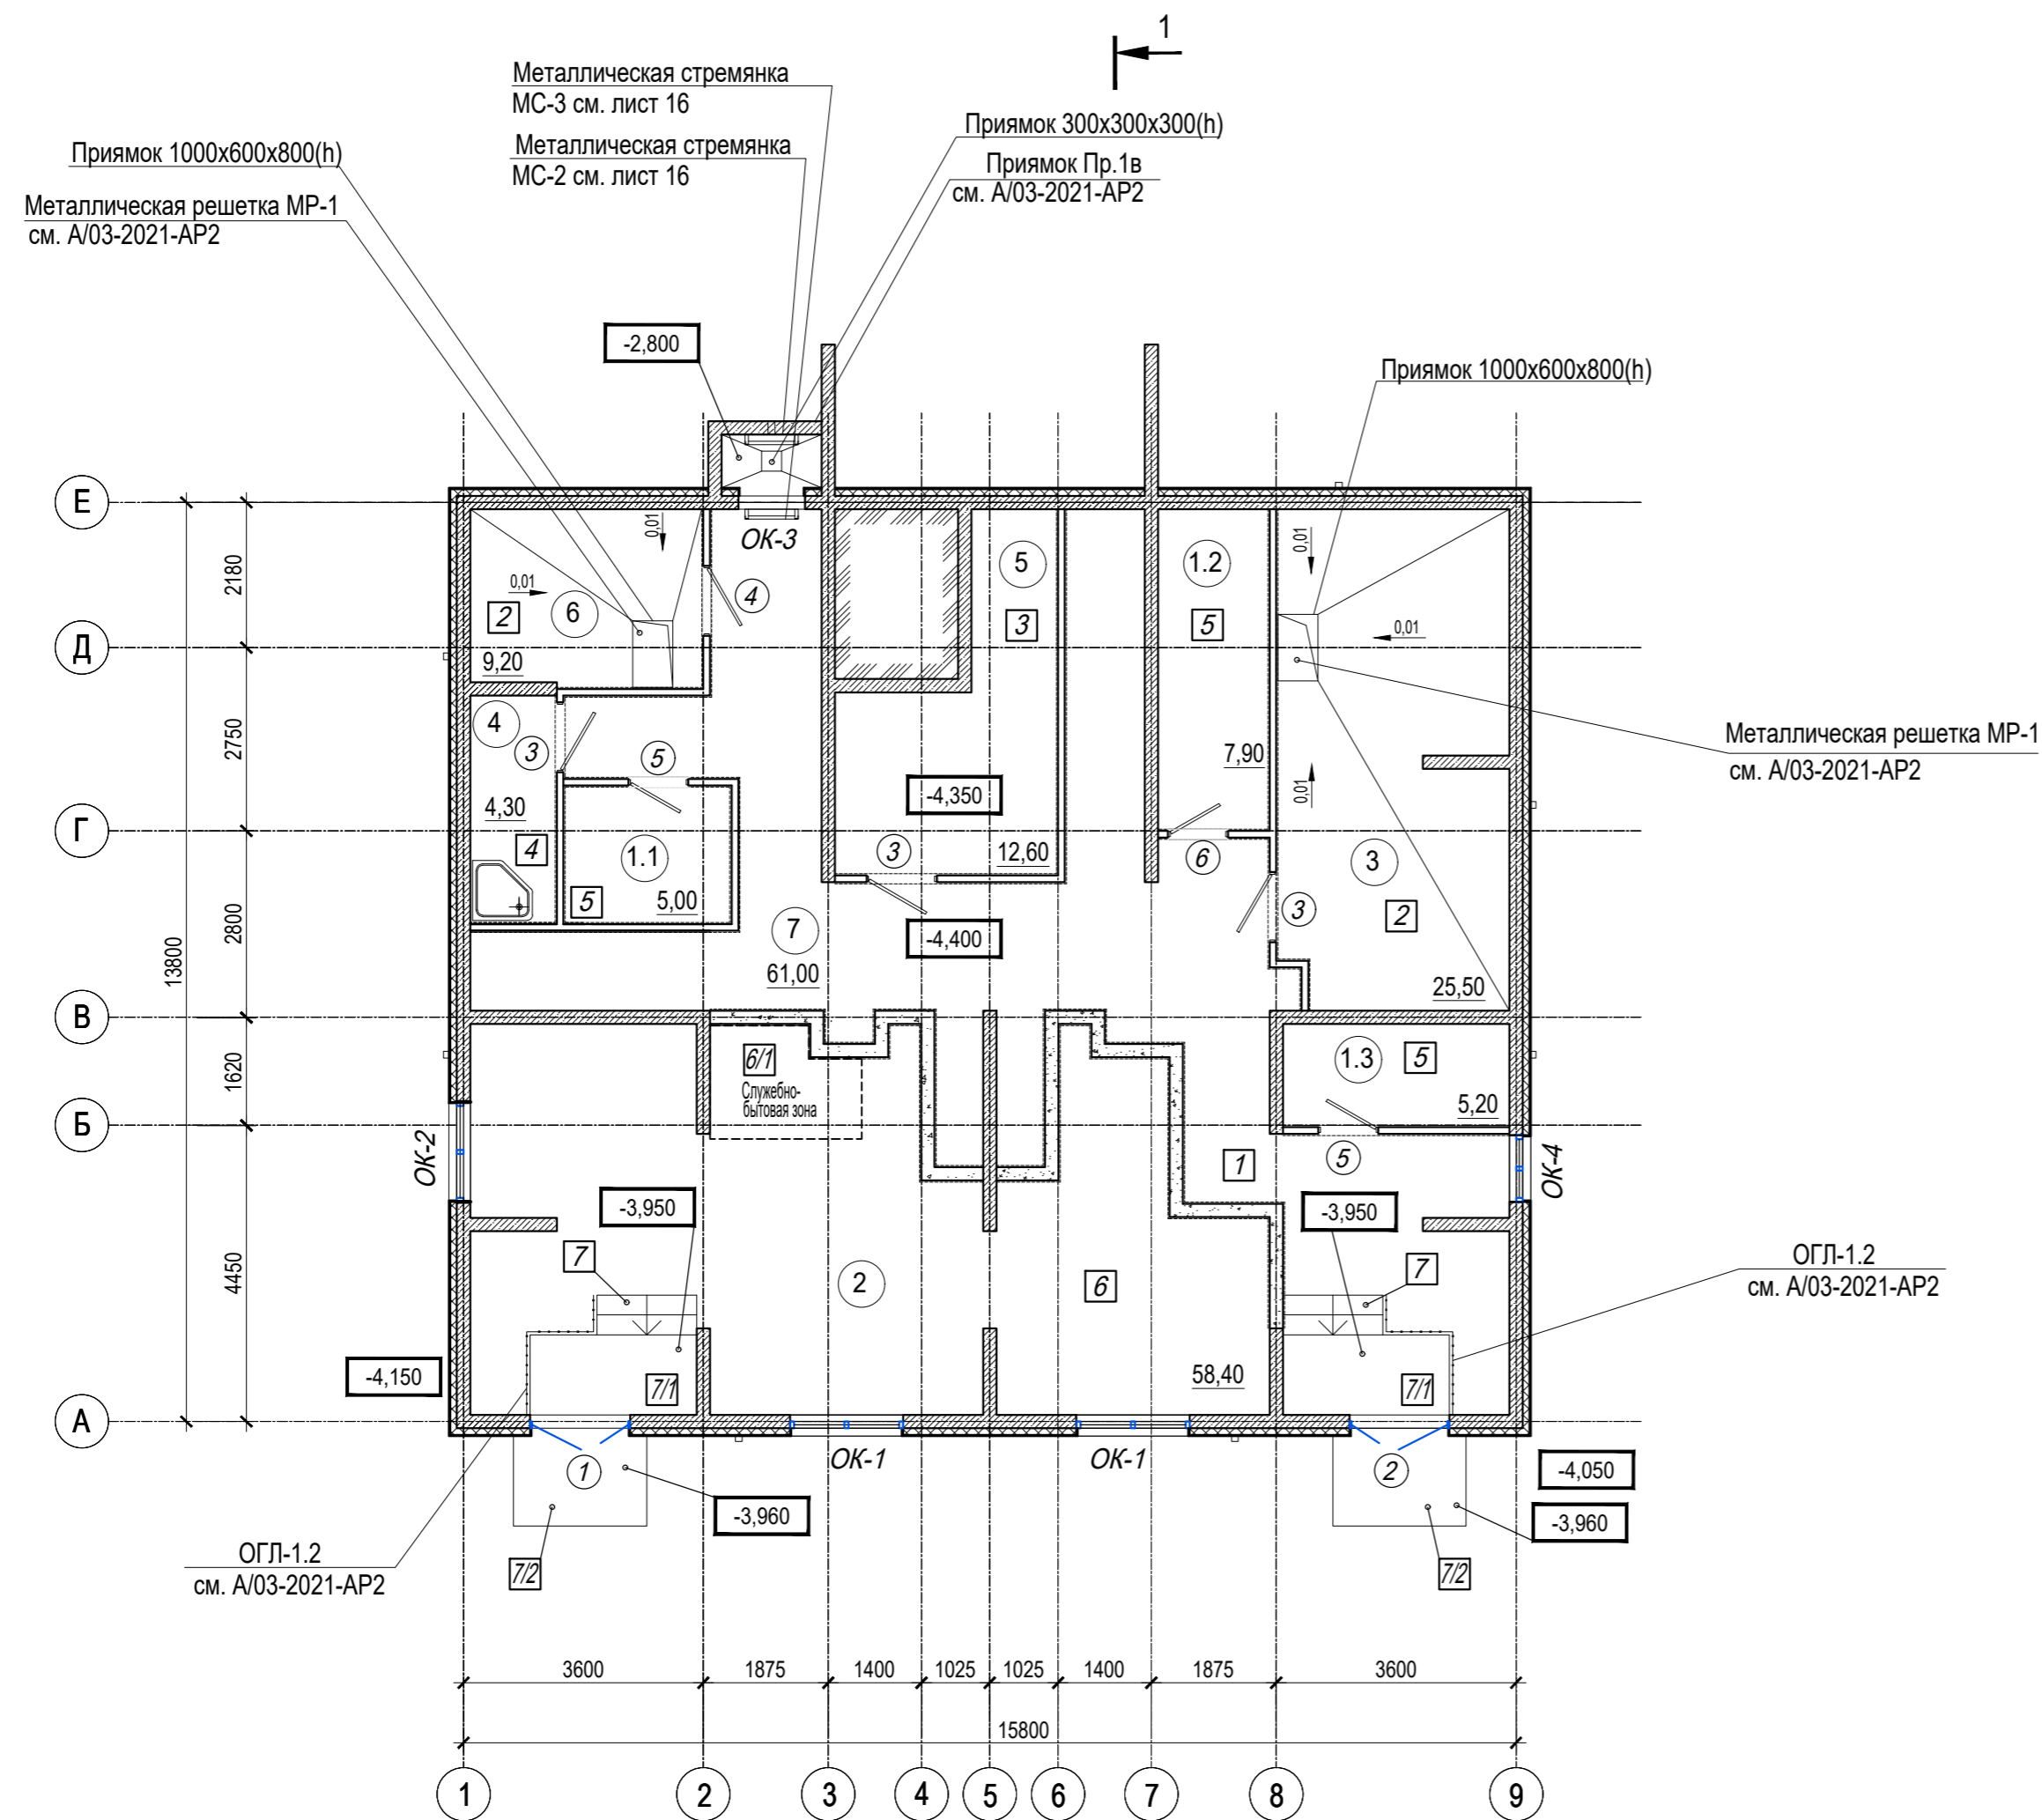 1
Металлическая стремянка
МС-3 см. лист 16
Металлическая стремянка
МС-2 см. лист 16
Приямок 300х300х300(h)
Приямок Пр.1в
см. А/03-2021-АР2
Приямок 1000х600х800(h)
Металлическая решетка МР-1
см. А/03-2021-АР2
-2,800
Приямок 1000х600х800(h)
Металлическая решетка МР-1
см. А/03-2021-АР2
Е
Д
Г
В
Б
А
13800
2180
2750
2800
1620
4450
ОК-3
0,01
0,01
2
6
9,20
4
4
3
5
4,30
4
1.1
5
5,00
5
3
-4,350
3
12,60
-4,400
7
61,00
1.2
5
7,90
6
3
0,01
0,01
0,01
3
2
25,50
6/1
Служебно-
бытовая зона
1.3
5
5,20
5
1
ОК-2
ОК-4
-3,950
-3,950
7
7
2
6
58,40
7/1
7/1
-4,150
ОГЛ-1.2
см. А/03-2021-АР2
1
ОК-1
ОК-1
2
-4,050
-3,960
-3,960
7/2
7/2
ОГЛ-1.2
см. А/03-2021-АР2
3600
1875
1400
1025
1025
1400
1875
3600
15800
1
2
3
4
5
6
7
8
9